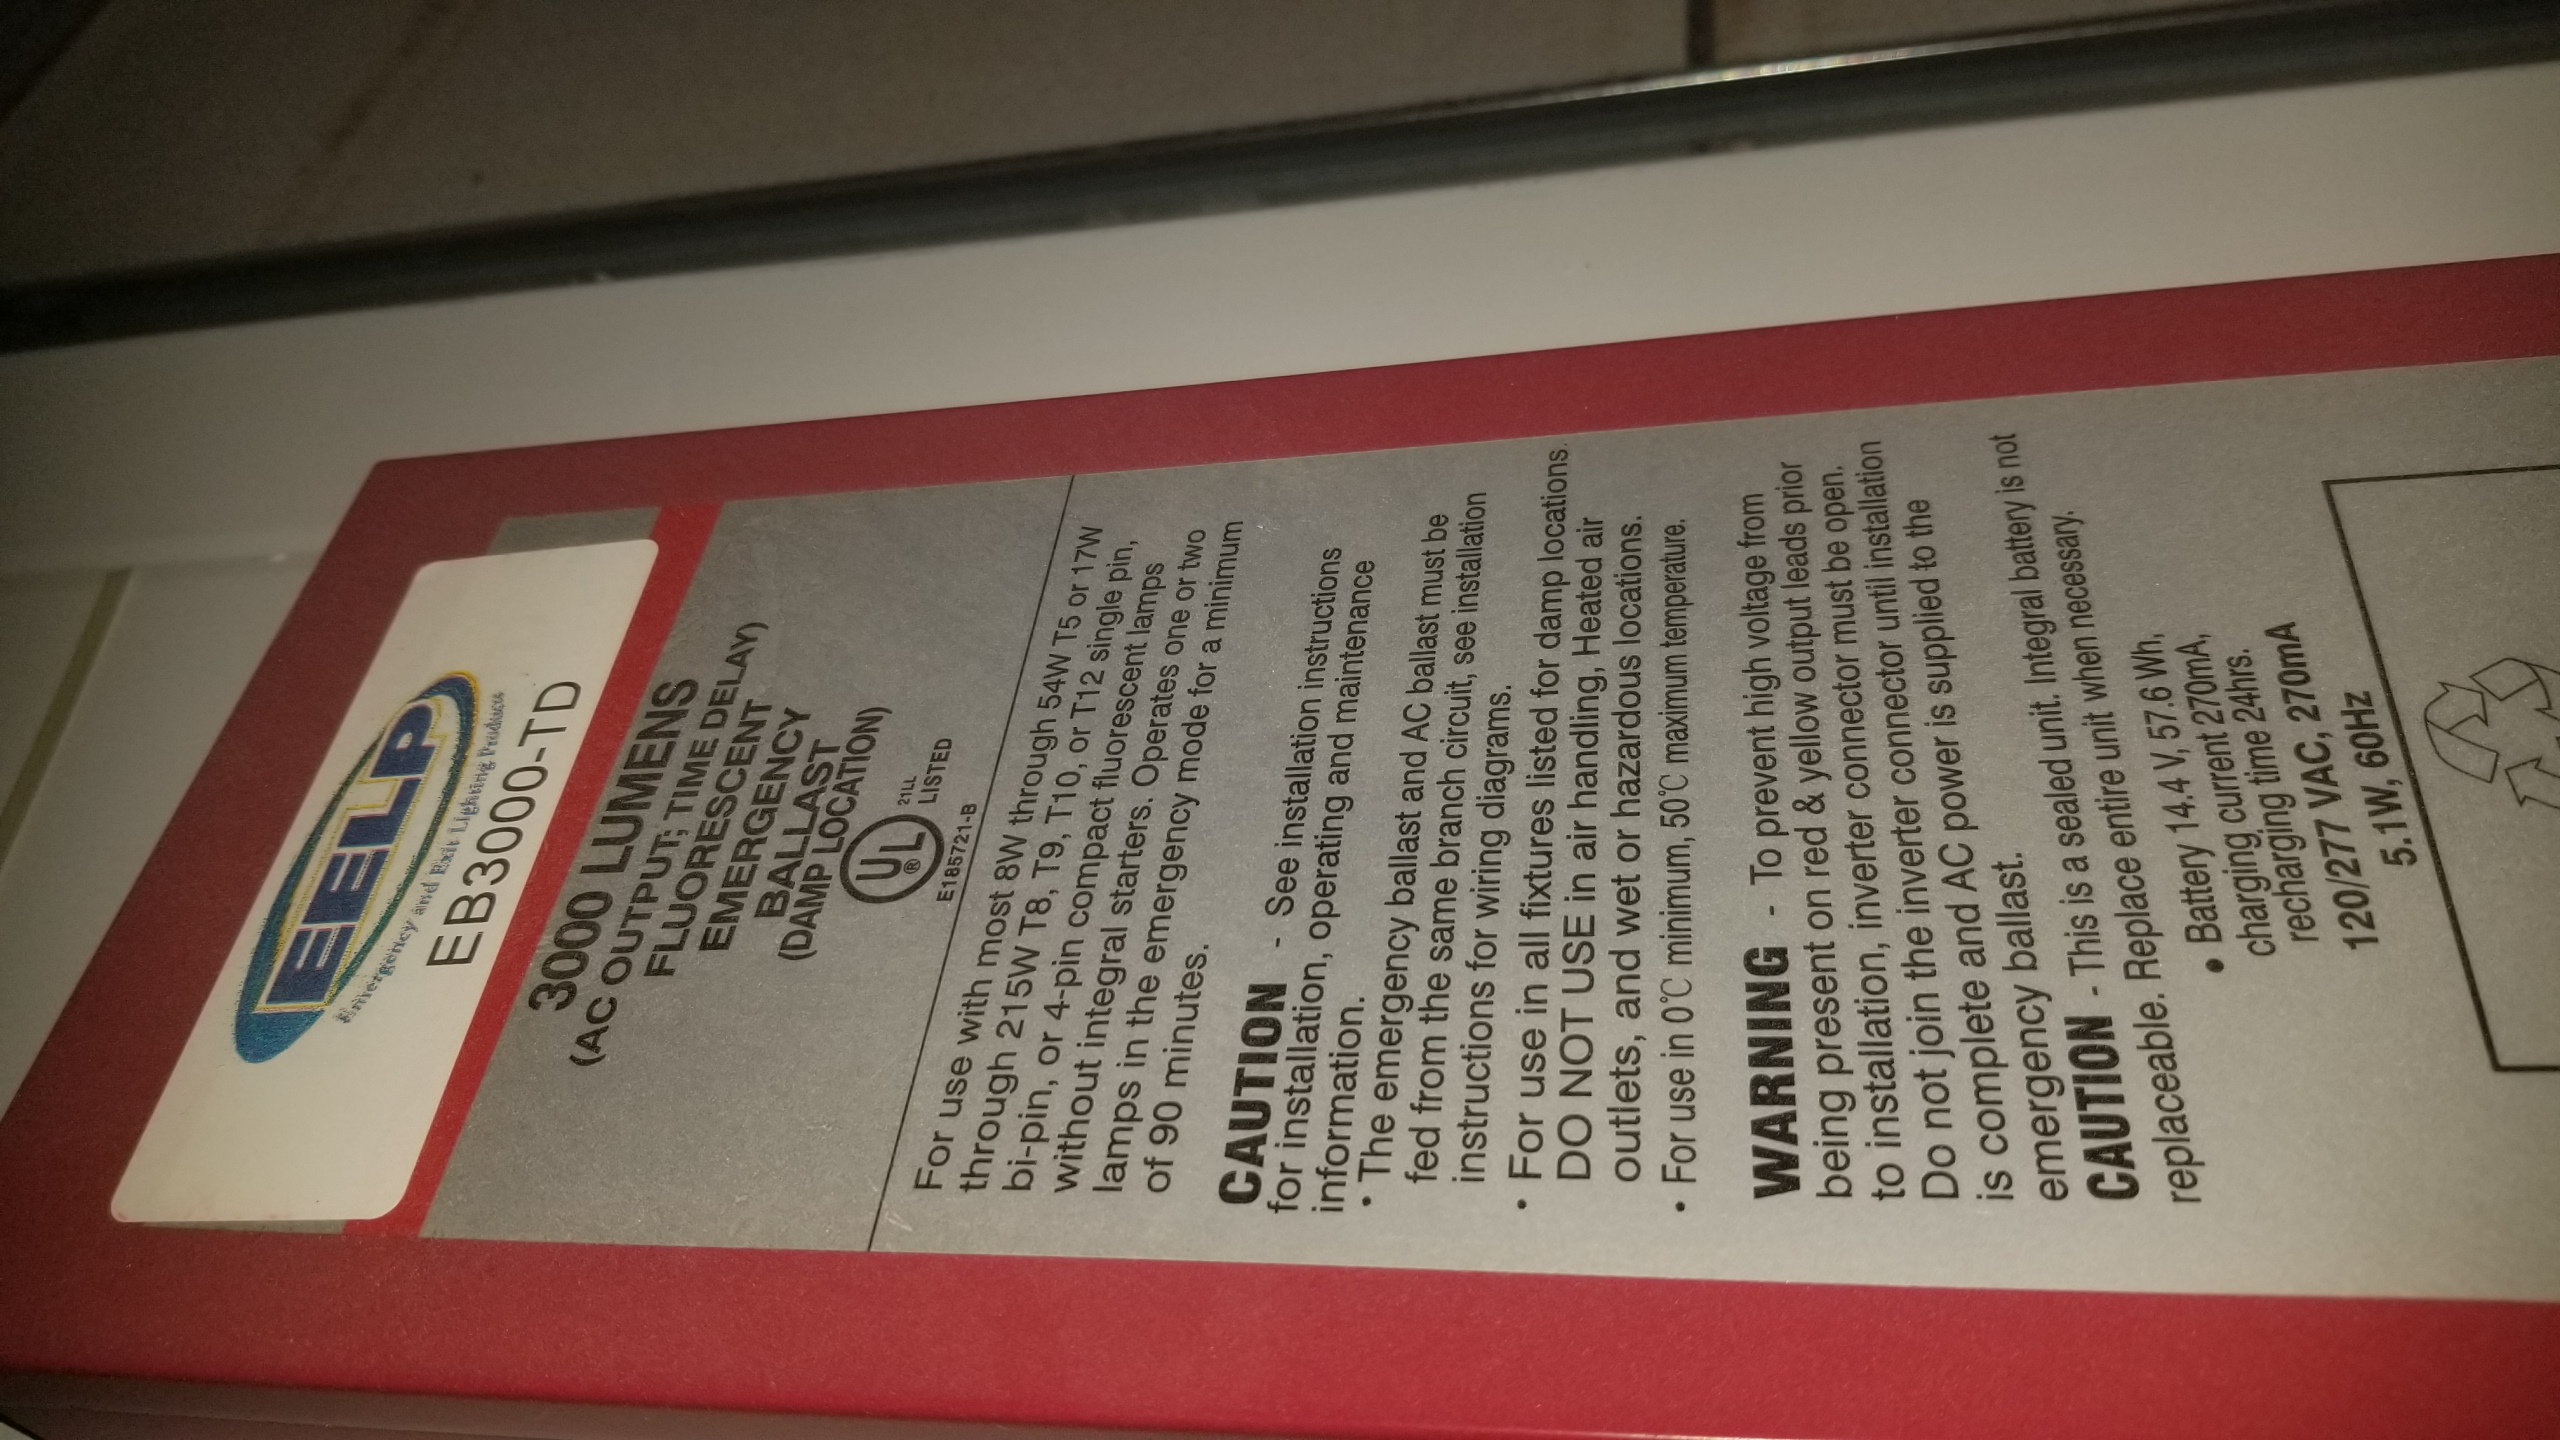 EELP
Emergency and Exit Lighting Products
EB3000-TD
3000 LUMENS
(AC OUTPUT; TIME DELAY)
FLUORESCENT
EMERGENCY
BALLAST
(DAMP LOCATION)
UL ®
21LL
LISTED
E185721-B
For use with most 8W through 54W T5 or 17W
through 215W T8, T9, T10, or T12 single pin,
bi-pin, or 4-pin compact fluorescent lamps
without integral starters. Operates one or two
lamps in the emergency mode for a minimum
of 90 minutes.
CAUTION - See installation instructions
for installation, operating and maintenance
information.
• The emergency ballast and AC ballast must be
fed from the same branch circuit, see installation
instructions for wiring diagrams.
• For use in all fixtures listed for damp locations.
DO NOT USE in air handling, Heated air
outlets, and wet or hazardous locations.
• For use in 0°C minimum, 50°C maximum temperature.
WARNING - To prevent high voltage from
being present on red & yellow output leads prior
to installation, inverter connector must be open.
Do not join the inverter connector until installation
is complete and AC power is supplied to the
emergency ballast.
CAUTION - This is a sealed unit. Integral battery is not
replaceable. Replace entire unit when necessary.
• Battery 14.4 V, 57.6 Wh,
charging current 270mA,
recharging time 24hrs.
120/277 VAC, 270mA
5.1W, 60Hz